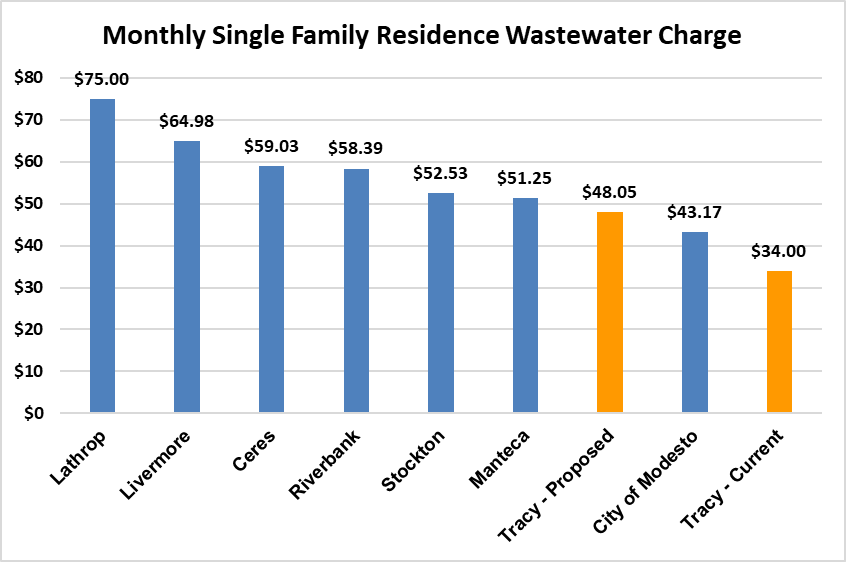 Monthly Single Family Residence Wastewater Charge
$80
$70
$60
$50
$40
$30
$20
$10
$0
$75.00
$64.98
$59.03
$58.39
$52.53
$51.25
$48.05
$43.17
$34.00
Lathrop
Livermore
Ceres
Riverbank
Stockton
Manteca
Tracy - Proposed
City of Modesto
Tracy - Current